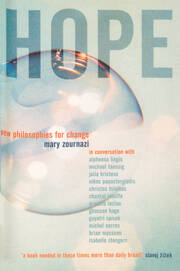 HOPE
new philosophies for change
mary zournazi
in conversation with
alphonso lingis
michael taussig
julia kristeva
nikos papastergiadis
christos tsiolkas
chantal mouffe
ernesto laclau
ghassan hage
gayatri spivak
michel serres
brian massumi
isabelle stengers
'a book needed in these times more than daily bread!' slavoj žižek